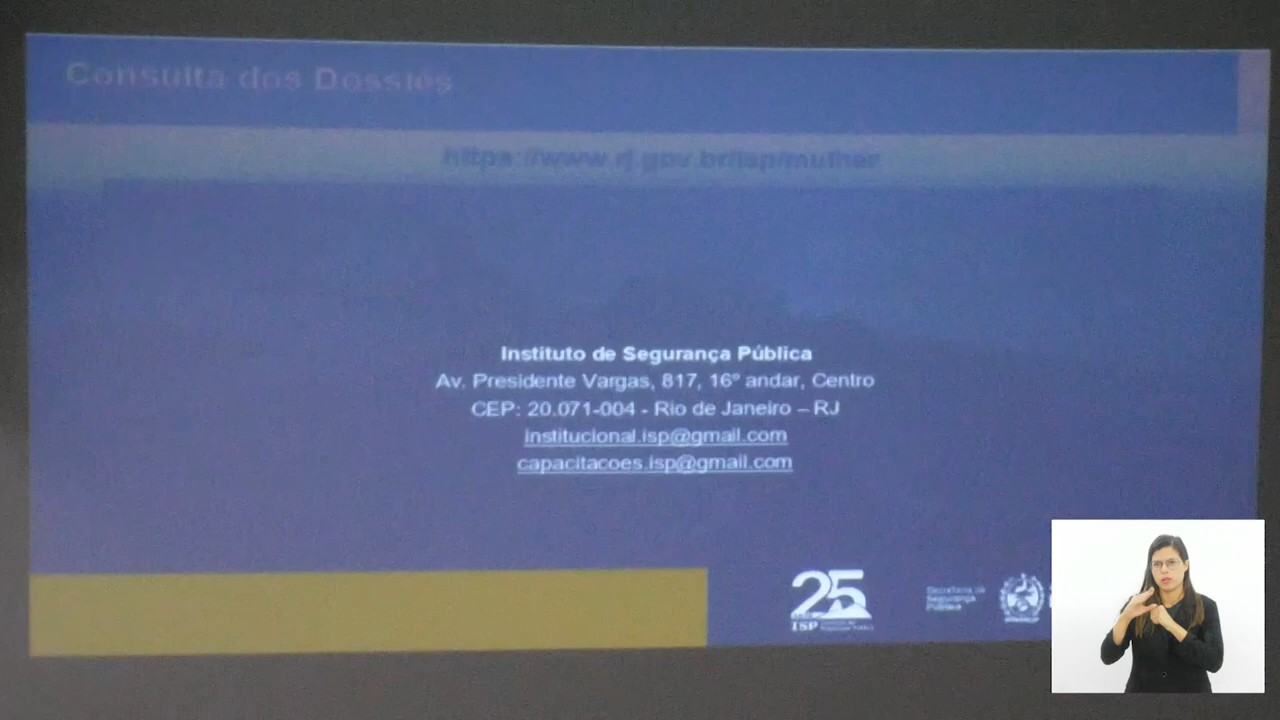 Consulta dos Dossiês
https://www.rj.gov.br/isp/mulher
Instituto de Segurança Pública
Av. Presidente Vargas, 817, 16º andar, Centro
CEP: 20.071-004 - Rio de Janeiro – RJ
institucional.isp@gmail.com
capacitacoes.isp@gmail.com
25
ISP
Secretaria de
Segurança
Pública